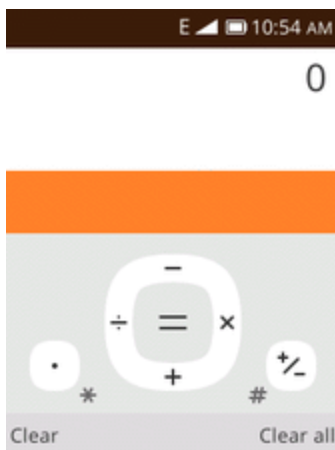 E 10:54 AM
0
−
÷ = ×
+
. +/−
* #
Clear Clear all